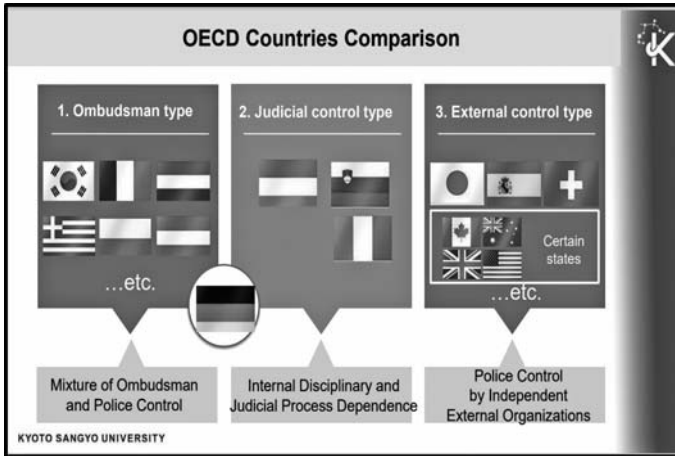 OECD Countries Comparison
K
1. Ombudsman type
2. Judicial control type
3. External control type
Certain
states
...etc.
...etc.
Mixture of Ombudsman
and Police Control
Internal Disciplinary and
Judicial Process Dependence
Police Control
by Independent
External Organizations
KYOTO SANGYO UNIVERSITY